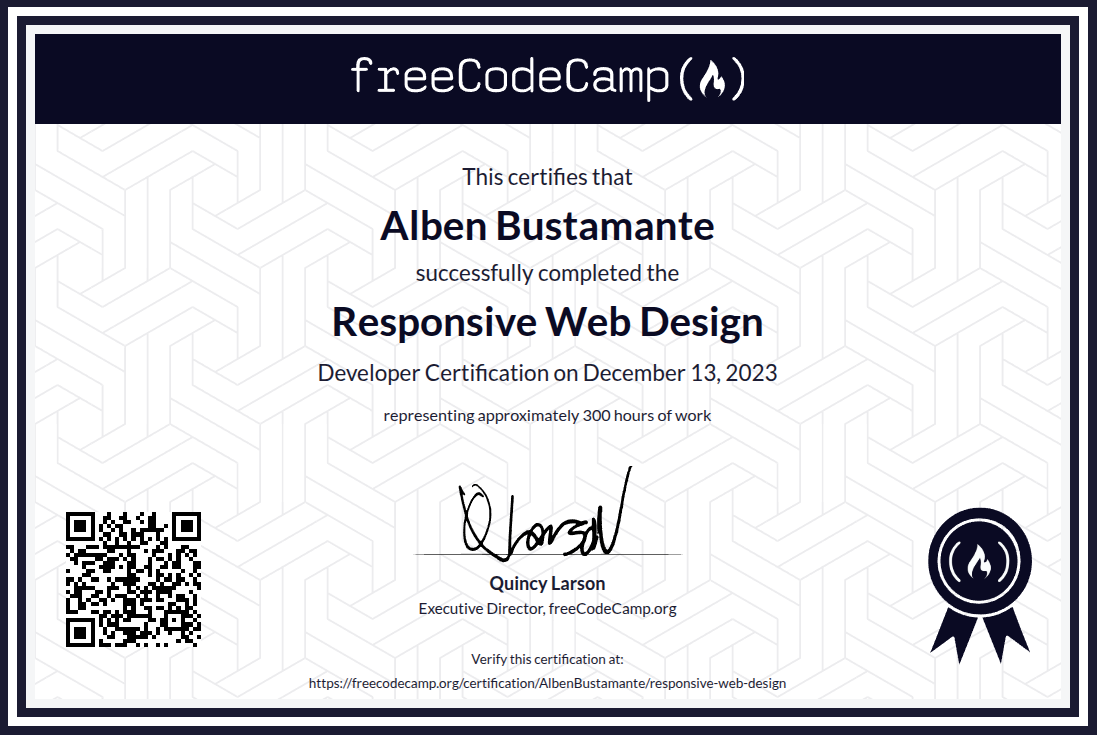 freeCodeCamp
This certifies that
Alben Bustamante
successfully completed the
Responsive Web Design
Developer Certification on December 13, 2023
representing approximately 300 hours of work
Quincy Larson
Executive Director, freeCodeCamp.org
Verify this certification at:
https://freecodecamp.org/certification/AlbenBustamante/responsive-web-design